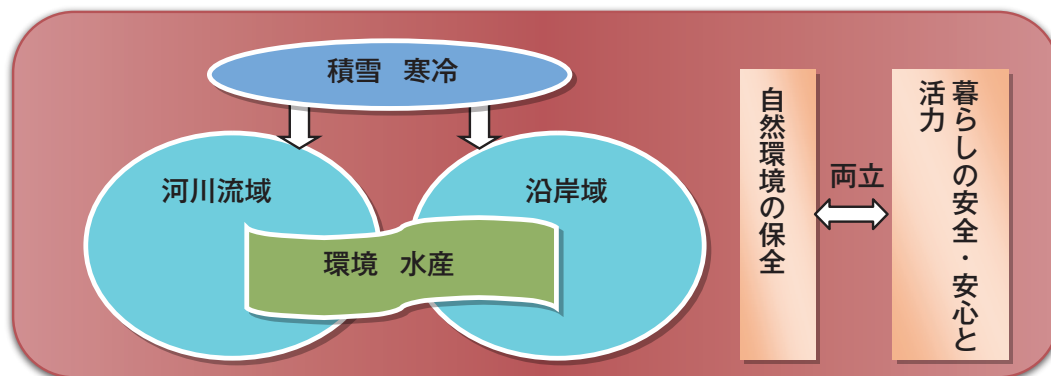 積雪 寒冷
河川流域
沿岸域
環境 水産
自然環境の保全
両立
暮らしの安全・安心と
活力